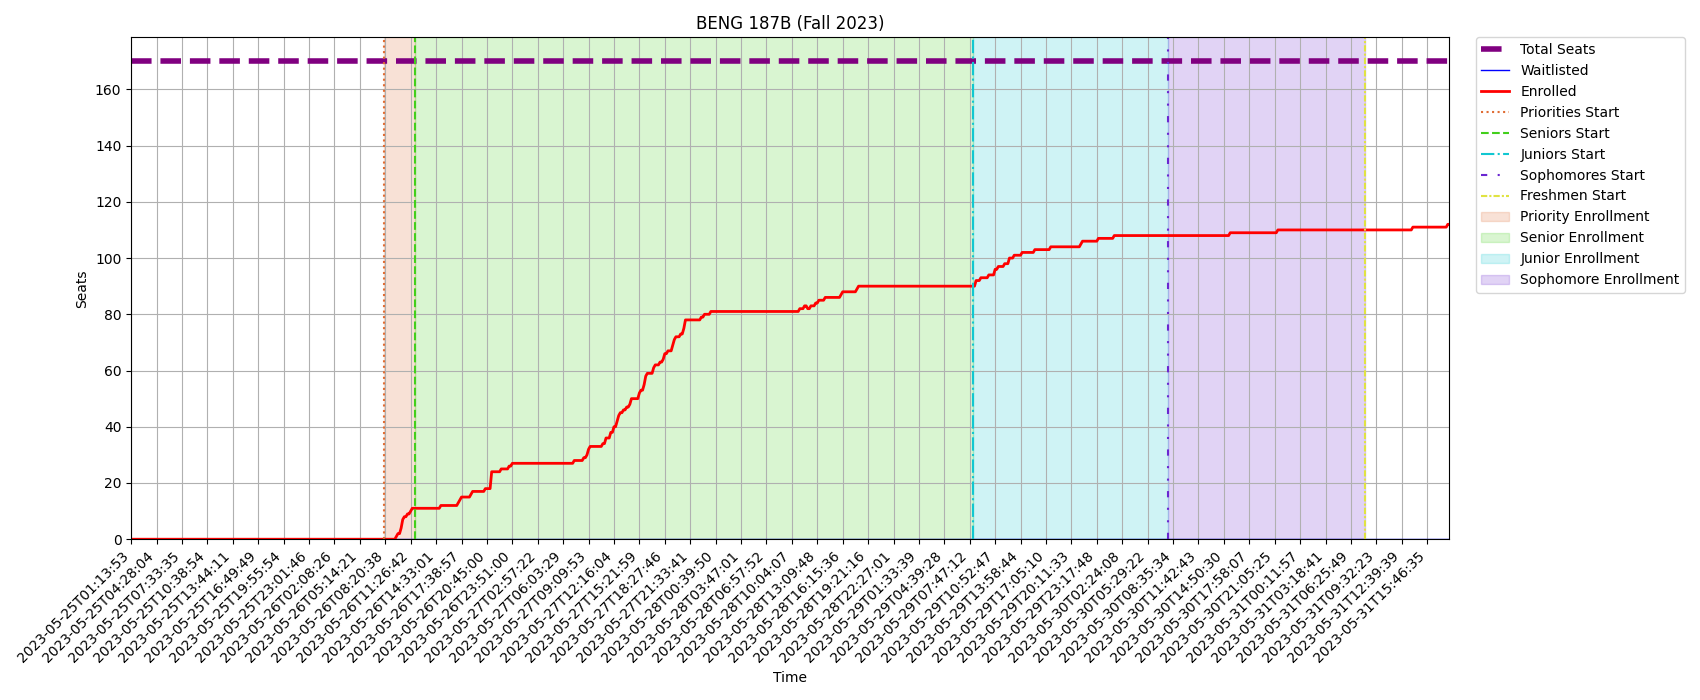 BENG 187B (Fall 2023)
Seats
160
140
120
100
80
60
40
20
0
2023-05-25T01:13:53
2023-05-25T04:28:04
2023-05-25T07:33:35
2023-05-25T10:38:54
2023-05-25T13:44:11
2023-05-25T16:49:49
2023-05-25T19:55:54
2023-05-25T23:01:46
2023-05-26T02:08:26
2023-05-26T05:14:21
2023-05-26T08:20:38
2023-05-26T11:26:42
2023-05-26T14:33:01
2023-05-26T17:38:57
2023-05-26T20:45:00
2023-05-26T23:51:00
2023-05-27T02:57:22
2023-05-27T06:03:29
2023-05-27T09:09:53
2023-05-27T12:16:04
2023-05-27T15:21:59
2023-05-27T18:27:46
2023-05-27T21:33:41
2023-05-28T00:39:50
2023-05-28T03:47:01
2023-05-28T06:57:52
2023-05-28T10:04:07
2023-05-28T13:09:48
2023-05-28T16:15:36
2023-05-28T19:21:16
2023-05-28T22:27:01
2023-05-29T01:33:39
2023-05-29T04:39:28
2023-05-29T07:47:12
2023-05-29T10:52:47
2023-05-29T13:58:44
2023-05-29T17:05:10
2023-05-29T20:11:33
2023-05-29T23:17:48
2023-05-30T02:24:08
2023-05-30T05:29:22
2023-05-30T08:35:34
2023-05-30T11:42:43
2023-05-30T14:50:30
2023-05-30T17:58:07
2023-05-30T21:05:25
2023-05-31T00:11:57
2023-05-31T03:18:41
2023-05-31T06:25:49
2023-05-31T09:32:23
2023-05-31T12:39:39
2023-05-31T15:46:35
Time
Total Seats
Waitlisted
Enrolled
Priorities Start
Seniors Start
Juniors Start
Sophomores Start
Freshmen Start
Priority Enrollment
Senior Enrollment
Junior Enrollment
Sophomore Enrollment